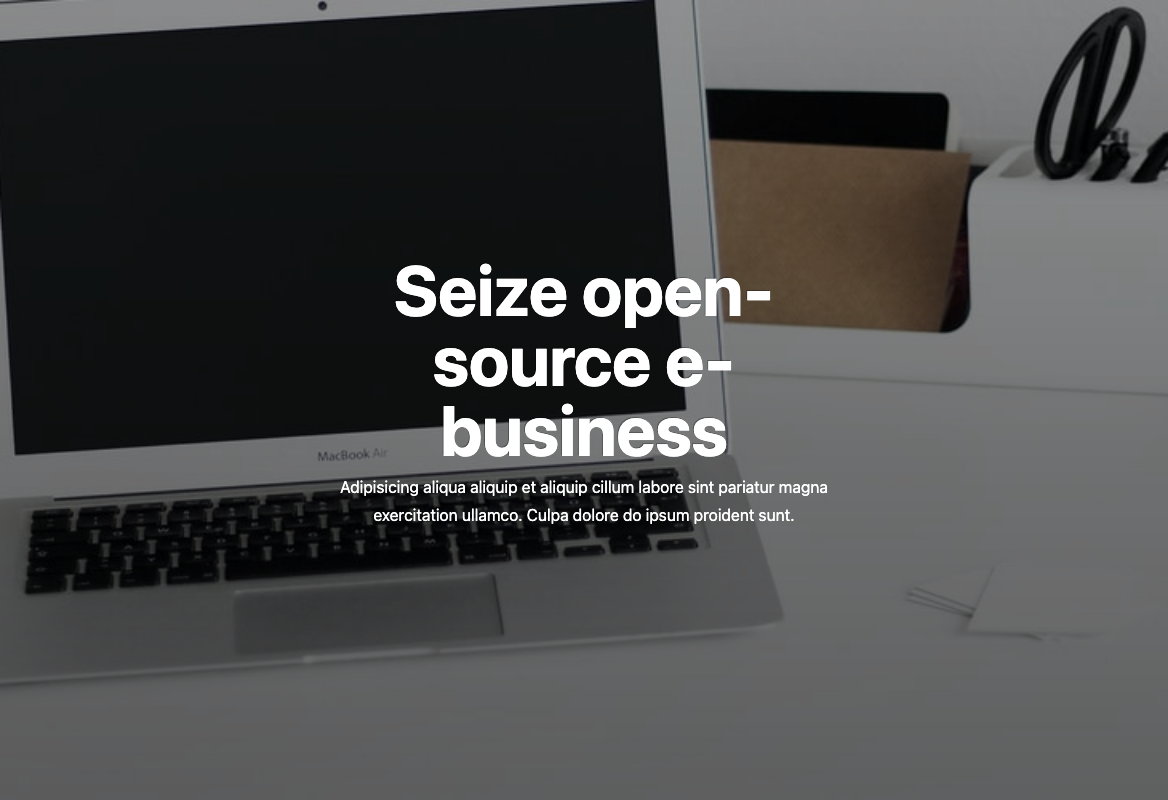 Seize open-
source e-
business
MacBook Air
Adipisicing aliqua aliquip et aliquip cillum labore sint pariatur magna
exercitation ullamco. Culpa dolore do ipsum proident sunt.